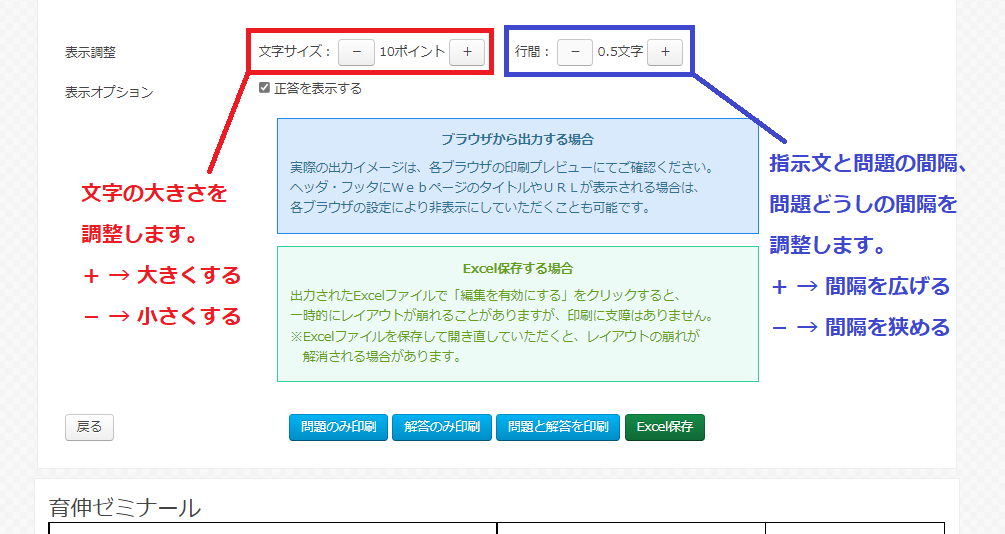 表示調整
文字サイズ： − 10ポイント +
行間： − 0.5文字 +
表示オプション
正答を表示する
ブラウザから出力する場合
実際の出力イメージは、各ブラウザの印刷プレビューにてご確認ください。
ヘッダ・フッタにＷｅｂページのタイトルやＵＲＬが表示される場合は、
各ブラウザの設定により非表示にしていただくことも可能です。
Excel保存する場合
出力されたExcelファイルで「編集を有効にする」をクリックすると、
一時的にレイアウトが崩れることがありますが、印刷に支障はありません。
※Excelファイルを保存して開き直していただくと、レイアウトの崩れが
解消される場合があります。
文字の大きさを
調整します。
+ → 大きくする
− → 小さくする
指示文と問題の間隔、
問題どうしの間隔を
調整します。
+ → 間隔を広げる
− → 間隔を狭める
戻る
問題のみ印刷
解答のみ印刷
問題と解答を印刷
Excel保存
育伸ゼミナール